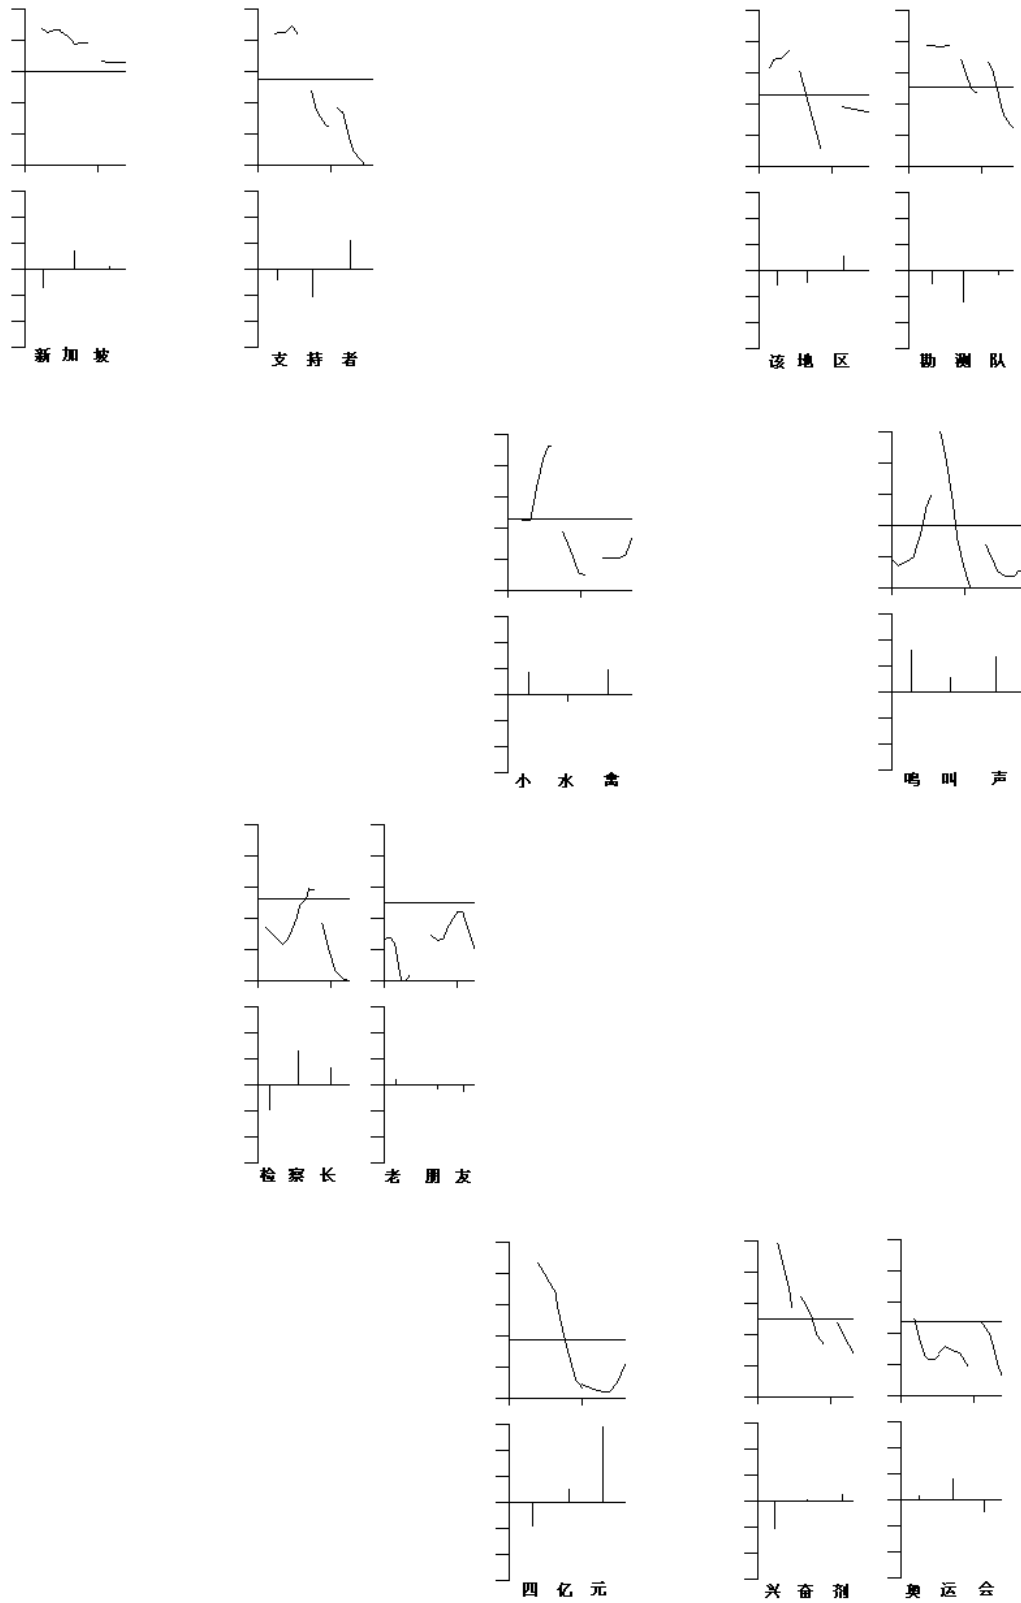 新 加 坡
支 持 者
该 地 区
勘 测 队
小 水 禽
鸣 叫 声
检 察 长
老 朋 友
四 亿 元
兴 奋 剂
奥 运 会